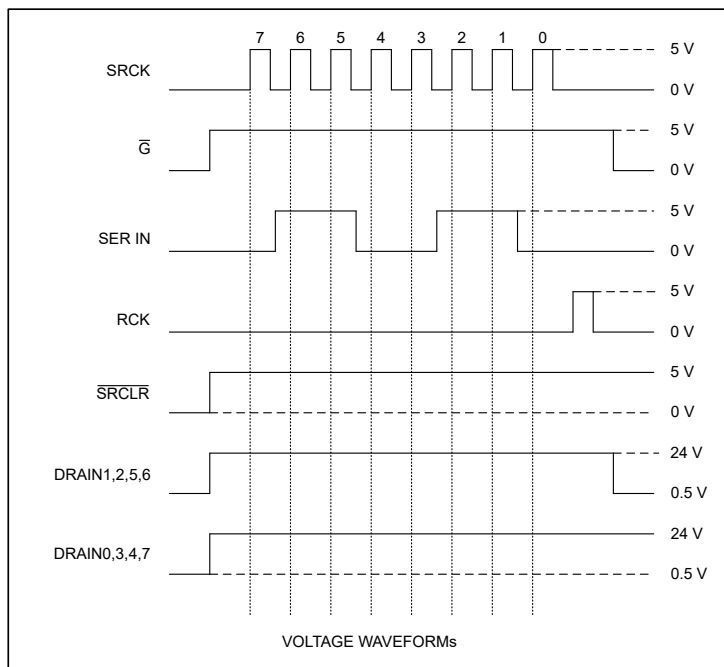 7 6 5 4 3 2 1 0
SRCK
5 V
0 V
G
5 V
0 V
SER IN
5 V
0 V
RCK
5 V
0 V
SRCLR
5 V
0 V
DRAIN1,2,5,6
24 V
0.5 V
DRAIN0,3,4,7
24 V
0.5 V
VOLTAGE WAVEFORMs